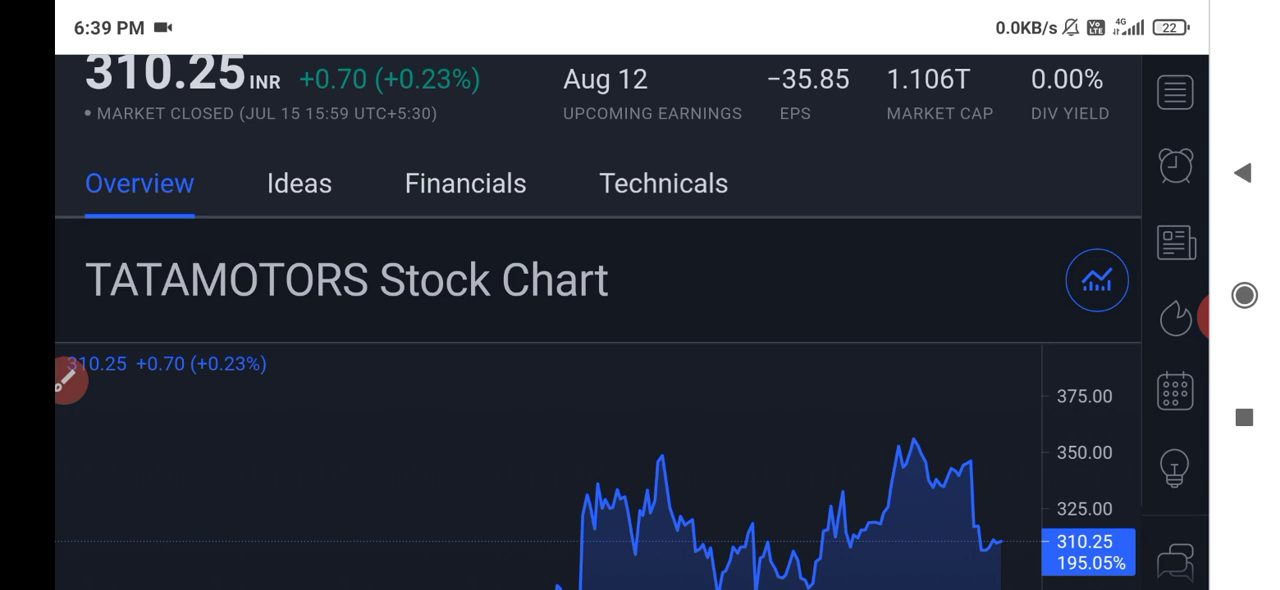 6:39 PM
0.0KB/s Vo LTE 4G 22
310.25 INR +0.70 (+0.23%)
Aug 12 −35.85 1.106T 0.00%
• MARKET CLOSED (JUL 15 15:59 UTC+5:30)
UPCOMING EARNINGS EPS MARKET CAP DIV YIELD
Overview Ideas Financials Technicals
TATAMOTORS Stock Chart
310.25 +0.70 (+0.23%)
375.00
350.00
325.00
310.25
195.05%